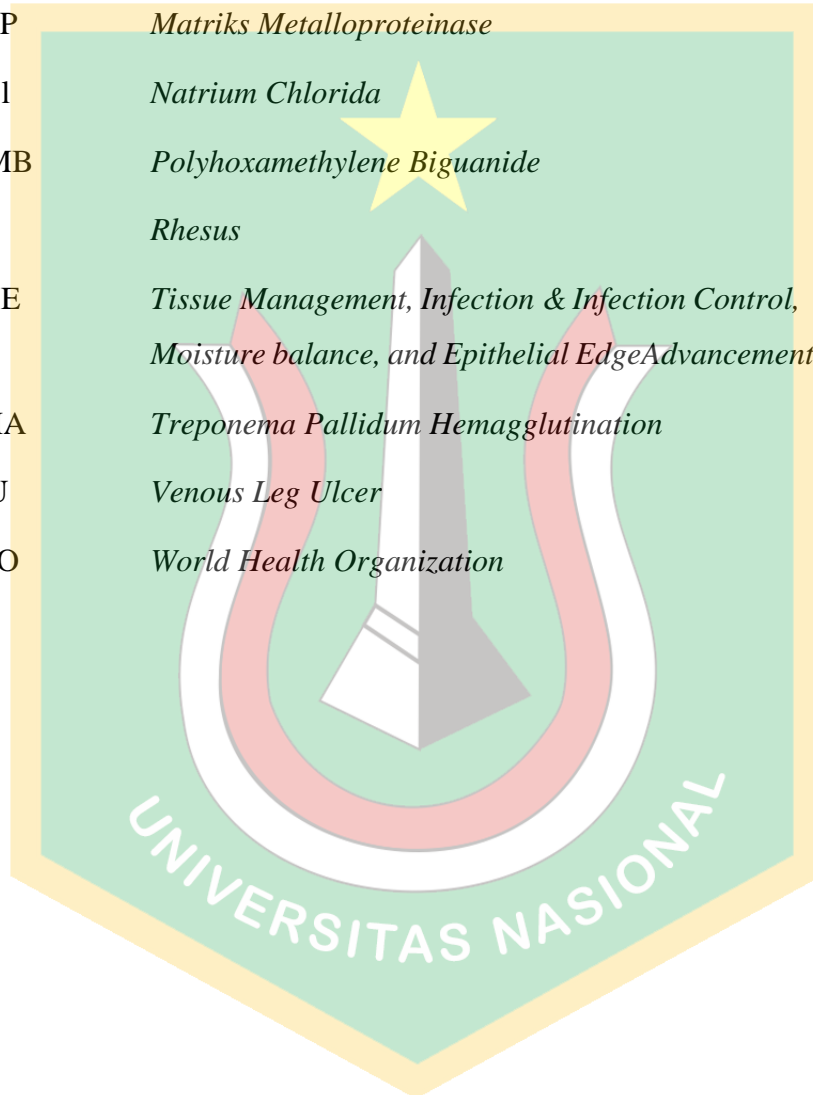 P Matriks Metalloproteinase
l Natrium Chlorida
MB Polyhoxamethylene Biguanide
Rhesus
E Tissue Management, Infection & Infection Control,
Moisture balance, and Epithelial EdgeAdvancement
A Treponema Pallidum Hemagglutination
U Venous Leg Ulcer
O World Health Organization
UNIVERSITAS NASIONAL